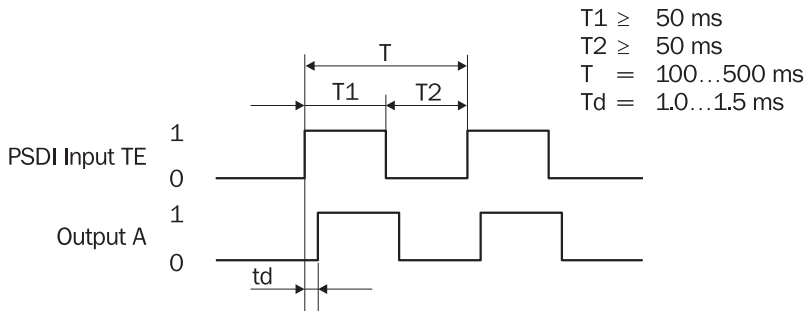 T1 ≥ 50 ms
T2 ≥ 50 ms
T = 100...500 ms
Td = 1.0...1.5 ms
T
T1 T2
PSDI Input TE 1
0
Output A 1
0
td